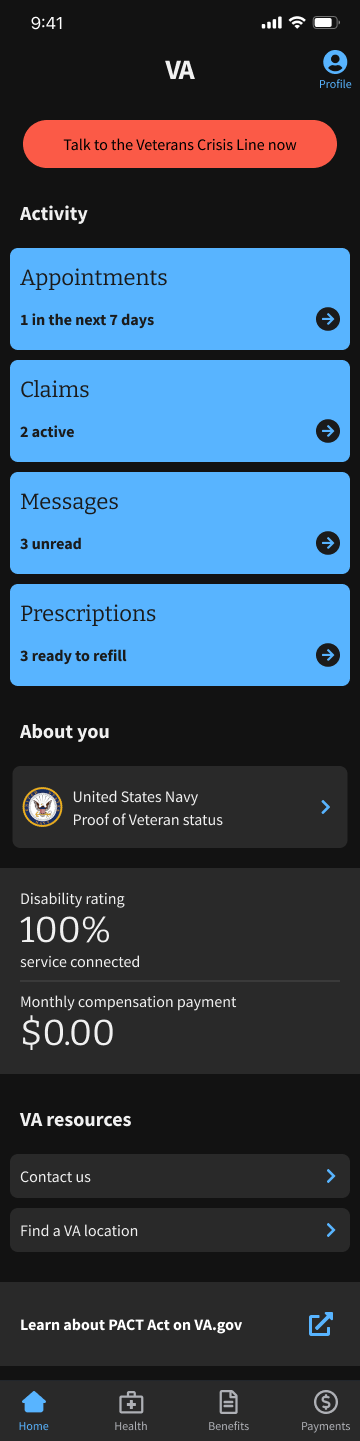 9:41
VA
Profile
Talk to the Veterans Crisis Line now
Activity
Appointments
1 in the next 7 days
Claims
2 active
Messages
3 unread
Prescriptions
3 ready to refill
About you
United States Navy
Proof of Veteran status
Disability rating
100%
service connected
Monthly compensation payment
$0.00
VA resources
Contact us
Find a VA location
Learn about PACT Act on VA.gov
Home
Health
Benefits
Payments